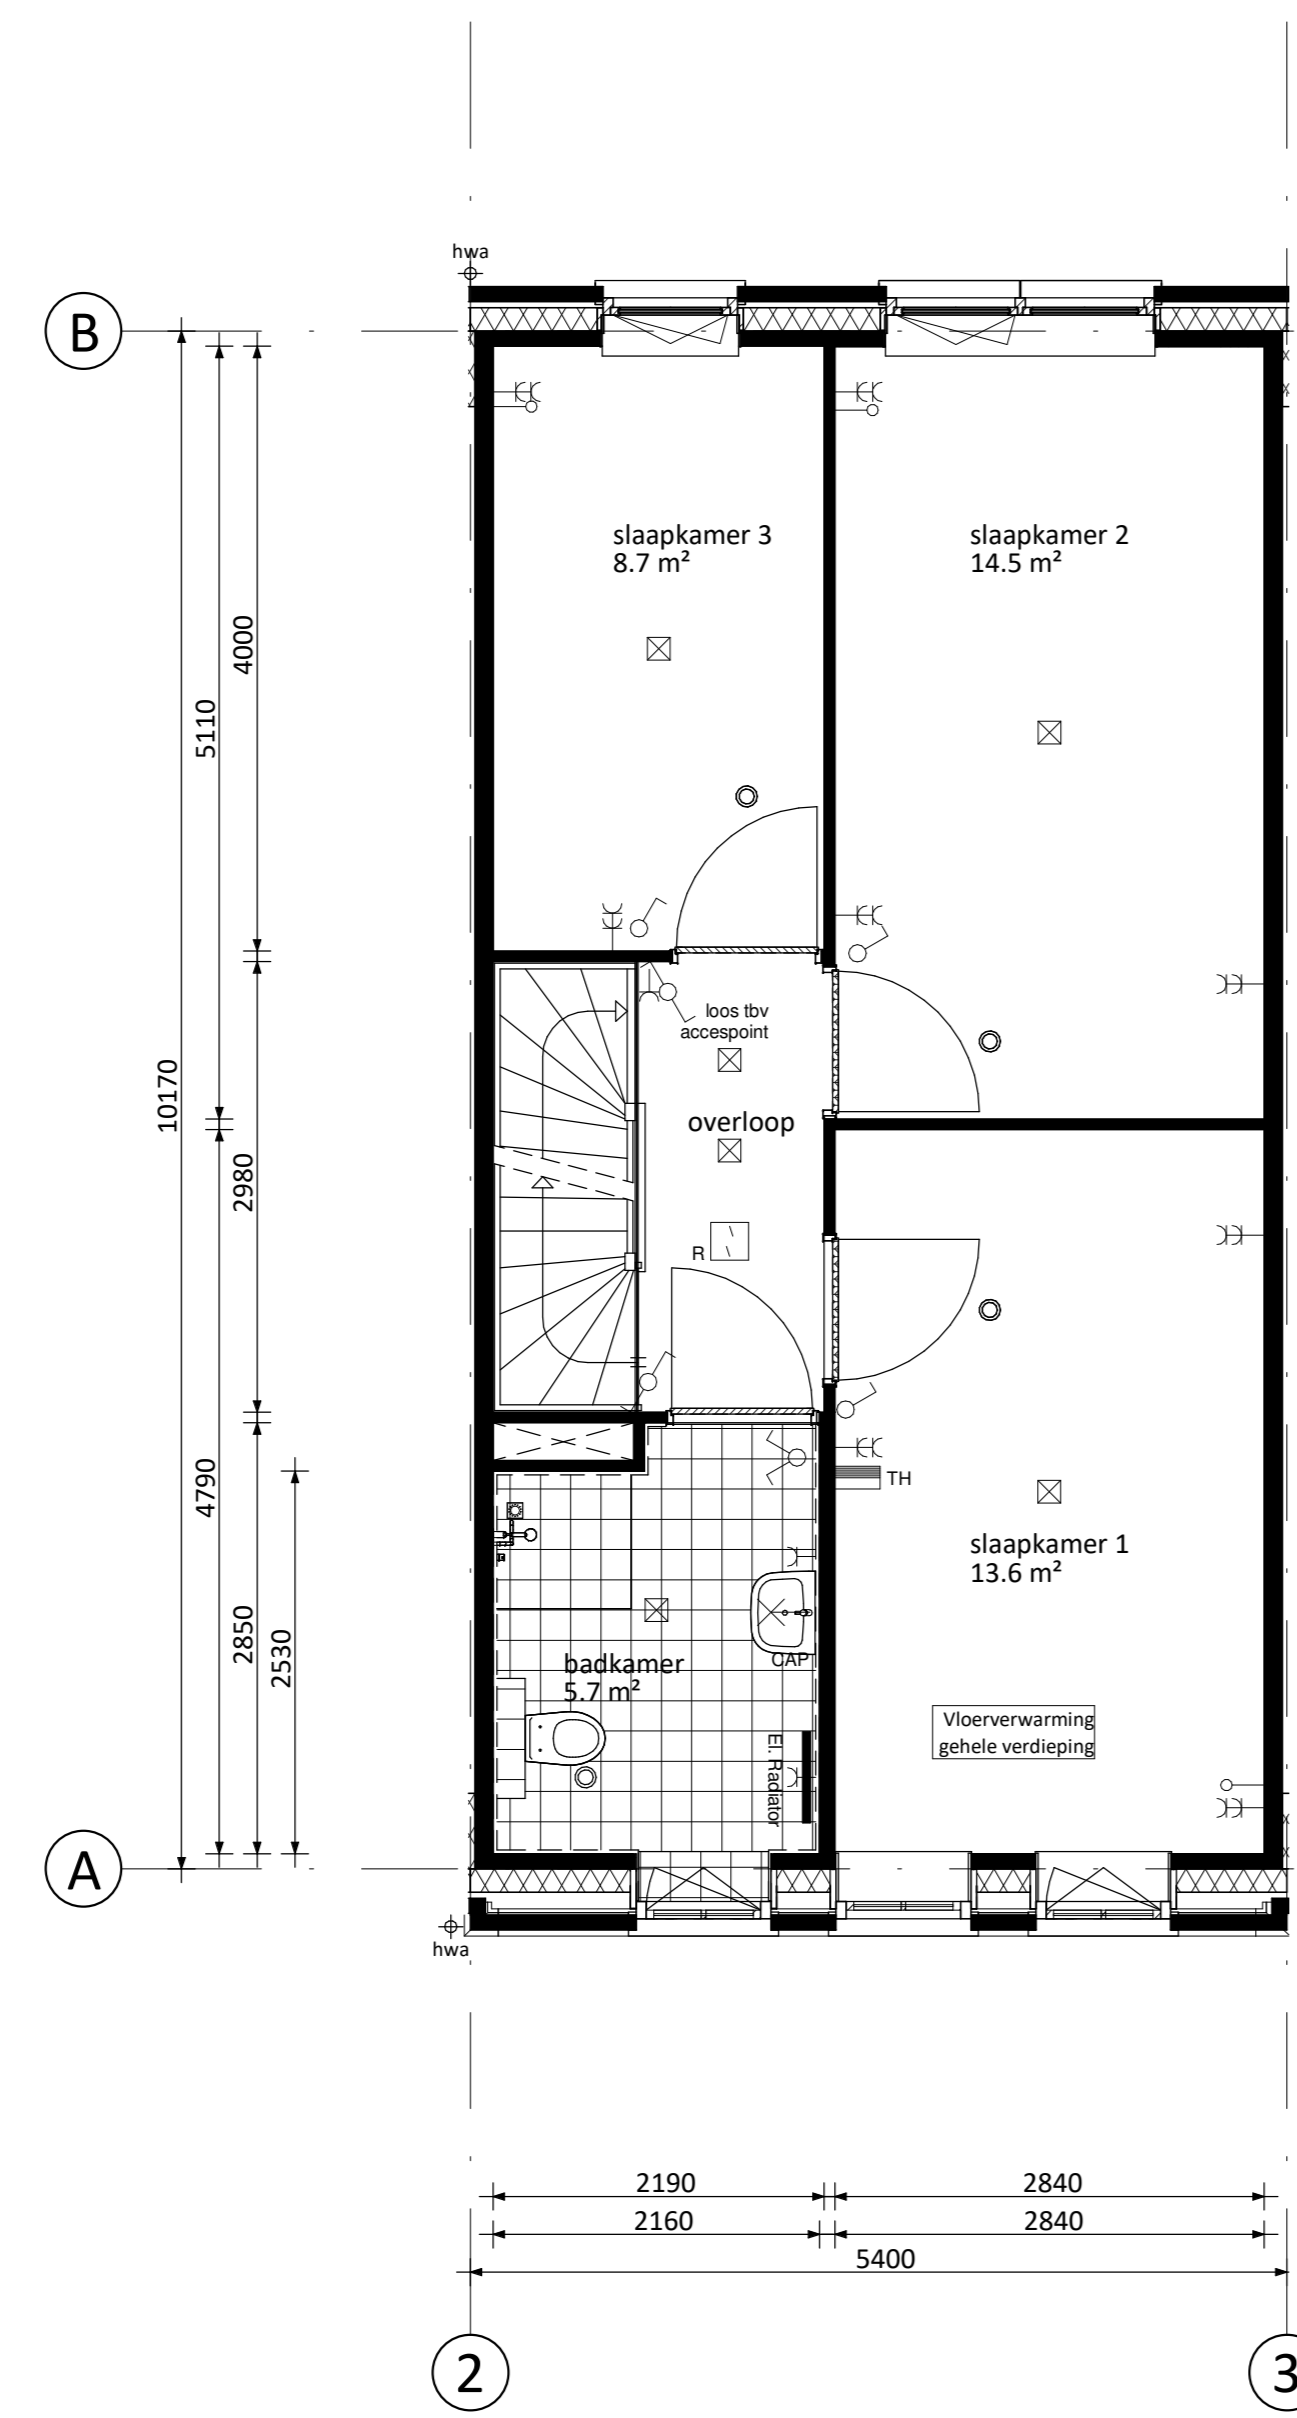 hwa
B
slaapkamer 3
8.7 m²
slaapkamer 2
14.5 m²
4000
5110
10170
2980
4790
2850
2530
loos tbv
accespoint
overloop
R
TH
slaapkamer 1
13.6 m²
badkamer
5.7 m²
CAP
El. Radiator
Vloerverwarming
gehele verdieping
A
hwa
2190
2840
2160
2840
5400
2
3